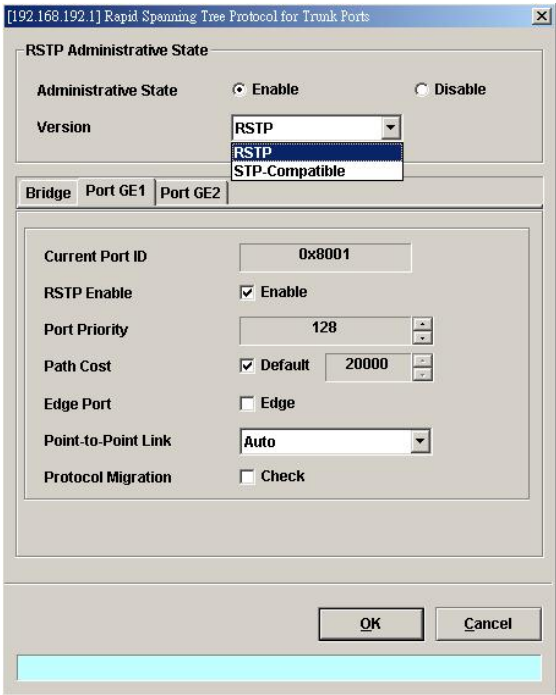 [192.168.192.1] Rapid Spanning Tree Protocol for Trunk Ports
RSTP Administrative State
Administrative State Enable Disable
Version RSTP
RSTP
STP-Compatible
Bridge Port GE1 Port GE2
Current Port ID 0x8001
RSTP Enable Enable
Port Priority 128
Path Cost Default 20000
Edge Port Edge
Point-to-Point Link Auto
Protocol Migration Check
OK Cancel